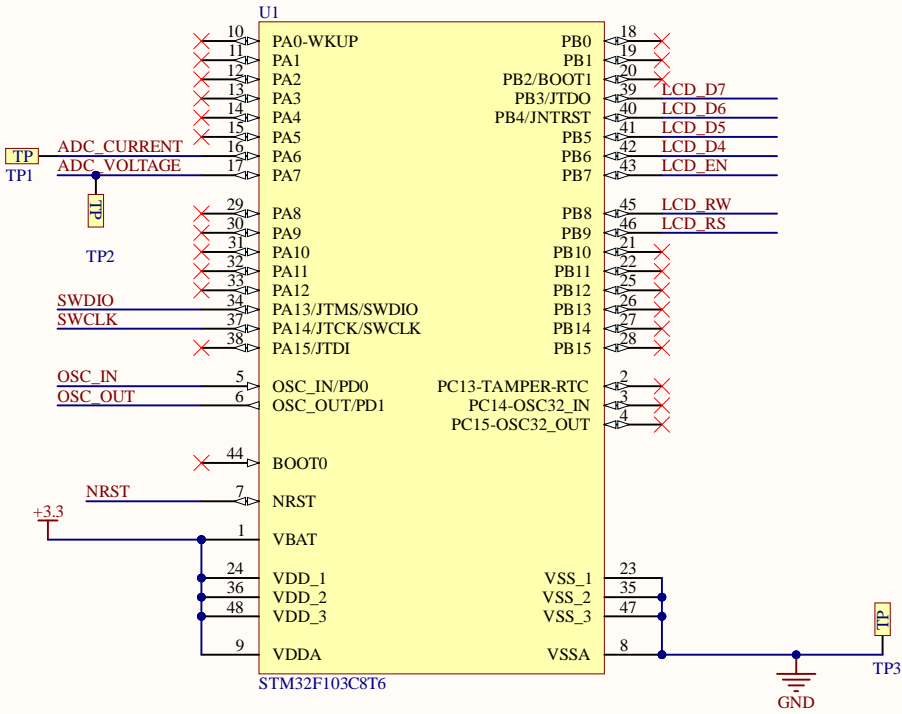 U1
10 PA0-WKUP PB0 18
11 PA1 PB1 19
12 PA2 PB2/BOOT1 20
13 PA3 PB3/JTDO 39 LCD_D7
14 PA4 PB4/JNTRST 40 LCD_D6
15 PA5 PB5 41 LCD_D5
TP ADC_CURRENT 16 PA6 PB6 42 LCD_D4
TP1 ADC_VOLTAGE 17 PA7 PB7 43 LCD_EN
TP
29 PA8 PB8 45 LCD_RW
30 PA9 PB9 46 LCD_RS
TP2
31 PA10 PB10 21
32 PA11 PB11 22
33 PA12 PB12 25
SWDIO 34 PA13/JTMS/SWDIO PB13 26
SWCLK 37 PA14/JTCK/SWCLK PB14 27
38 PA15/JTDI PB15 28
OSC_IN 5 OSC_IN/PD0 PC13-TAMPER-RTC 2
OSC_OUT 6 OSC_OUT/PD1 PC14-OSC32_IN 3
PC15-OSC32_OUT 4
44 BOOT0
NRST 7 NRST
+3.3
1 VBAT
24 VDD_1 VSS_1 23
36 VDD_2 VSS_2 35
48 VDD_3 VSS_3 47
TP
9 VDDA VSSA 8
TP3
STM32F103C8T6
GND